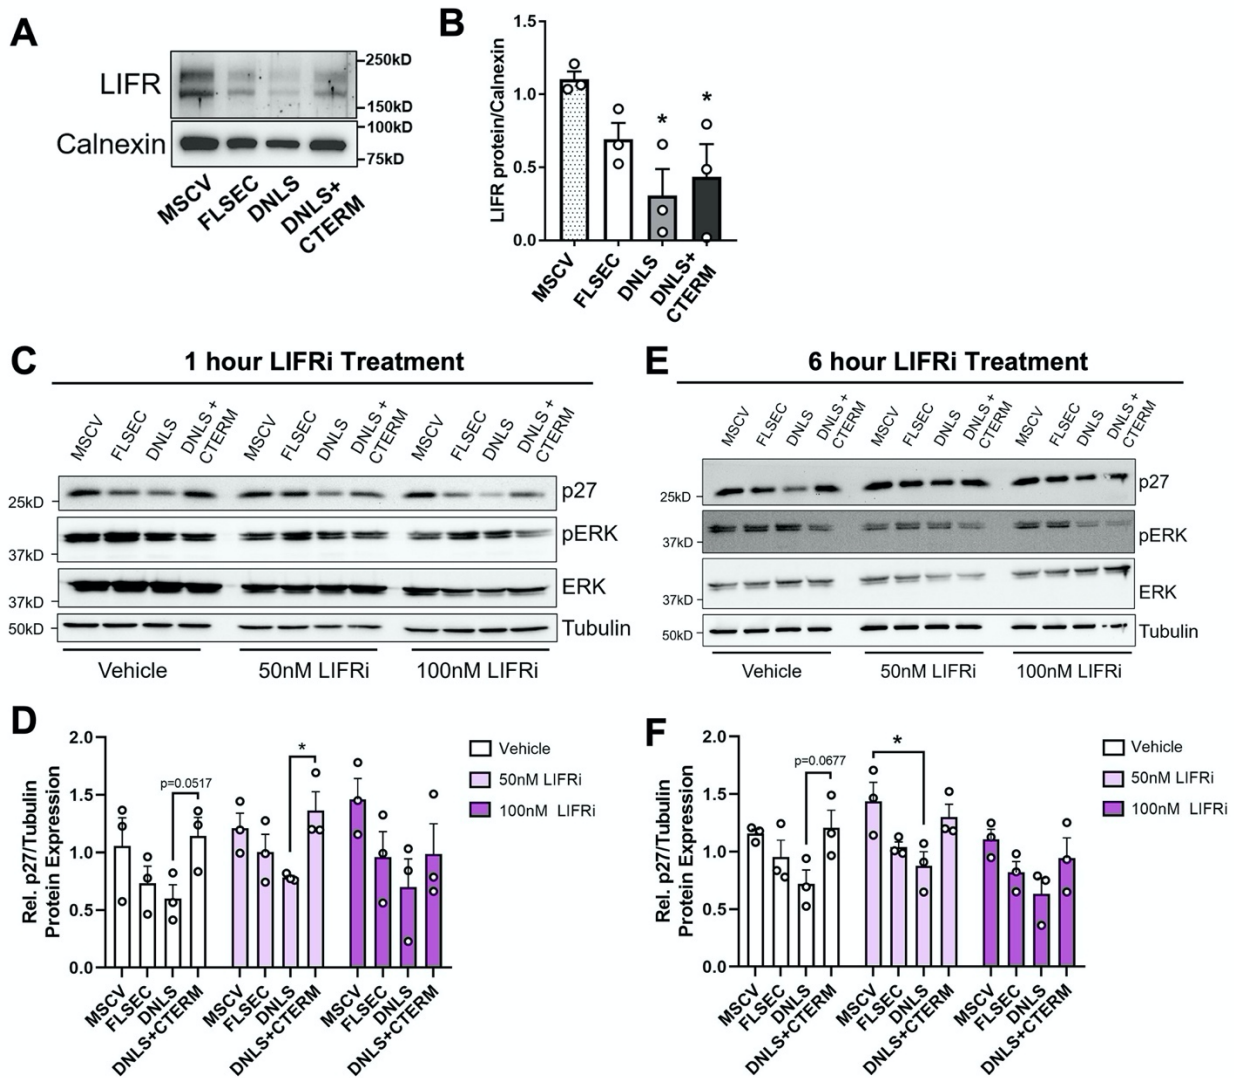 A
LIFR
Calnexin
250kD
150kD
100kD
75kD
MSCV
FLSEC
DNLS
DNLS+
CTERM
B
LIFR protein/Calnexin
1.5
1.0
0.5
0.0
*
*
MSCV
FLSEC
DNLS
DNLS+
CTERM
C
1 hour LIFRi Treatment
MSCV
FLSEC
DNLS
DNLS +
CTERM
MSCV
FLSEC
DNLS
DNLS +
CTERM
MSCV
FLSEC
DNLS
DNLS +
CTERM
25kD
p27
37kD
pERK
37kD
ERK
50kD
Tubulin
Vehicle
50nM LIFRi
100nM LIFRi
E
6 hour LIFRi Treatment
MSCV
FLSEC
DNLS
DNLS +
CTERM
MSCV
FLSEC
DNLS
DNLS +
CTERM
MSCV
FLSEC
DNLS
DNLS +
CTERM
25kD
p27
37kD
pERK
37kD
ERK
50kD
Tubulin
Vehicle
50nM LIFRi
100nM LIFRi
D
Rel. p27/Tubulin
Protein Expression
2.0
1.5
1.0
0.5
0.0
p=0.0517
*
Vehicle
50nM LIFRi
100nM LIFRi
MSCV
FLSEC
DNLS
DNLS+CTERM
MSCV
FLSEC
DNLS
DNLS+CTERM
MSCV
FLSEC
DNLS
DNLS+CTERM
F
Rel. p27/Tubulin
Protein Expression
2.0
1.5
1.0
0.5
0.0
p=0.0677
*
Vehicle
50nM LIFRi
100nM LIFRi
MSCV
FLSEC
DNLS
DNLS+CTERM
MSCV
FLSEC
DNLS
DNLS+CTERM
MSCV
FLSEC
DNLS
DNLS+CTERM